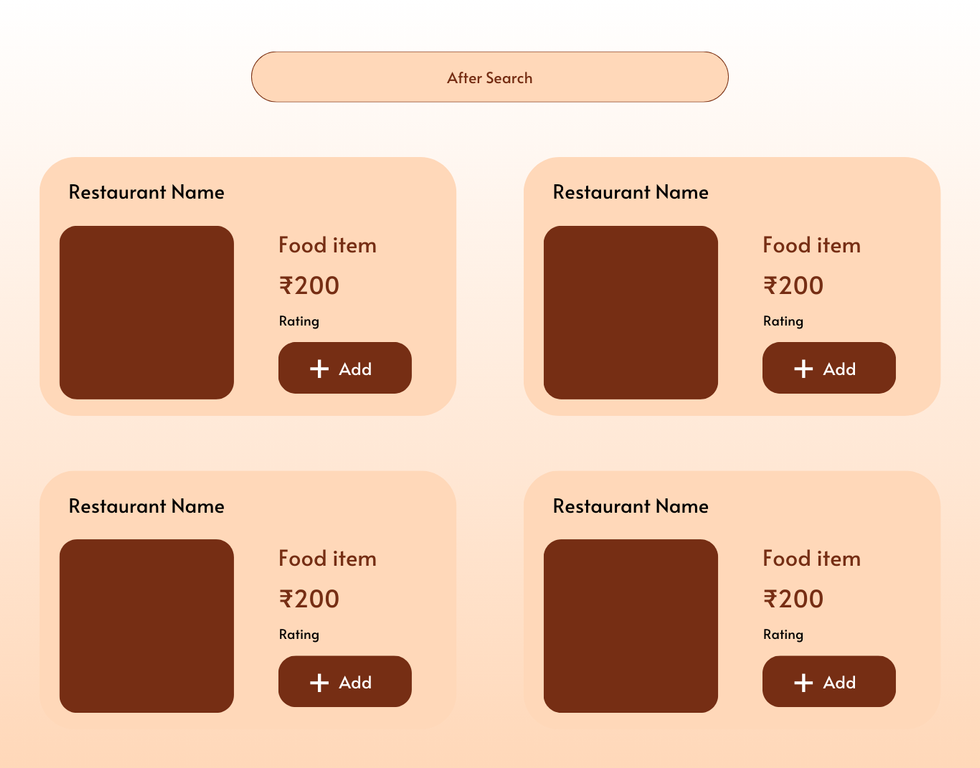 After Search
Restaurant Name
Food item
₹200
Rating
+ Add
Restaurant Name
Food item
₹200
Rating
+ Add
Restaurant Name
Food item
₹200
Rating
+ Add
Restaurant Name
Food item
₹200
Rating
+ Add